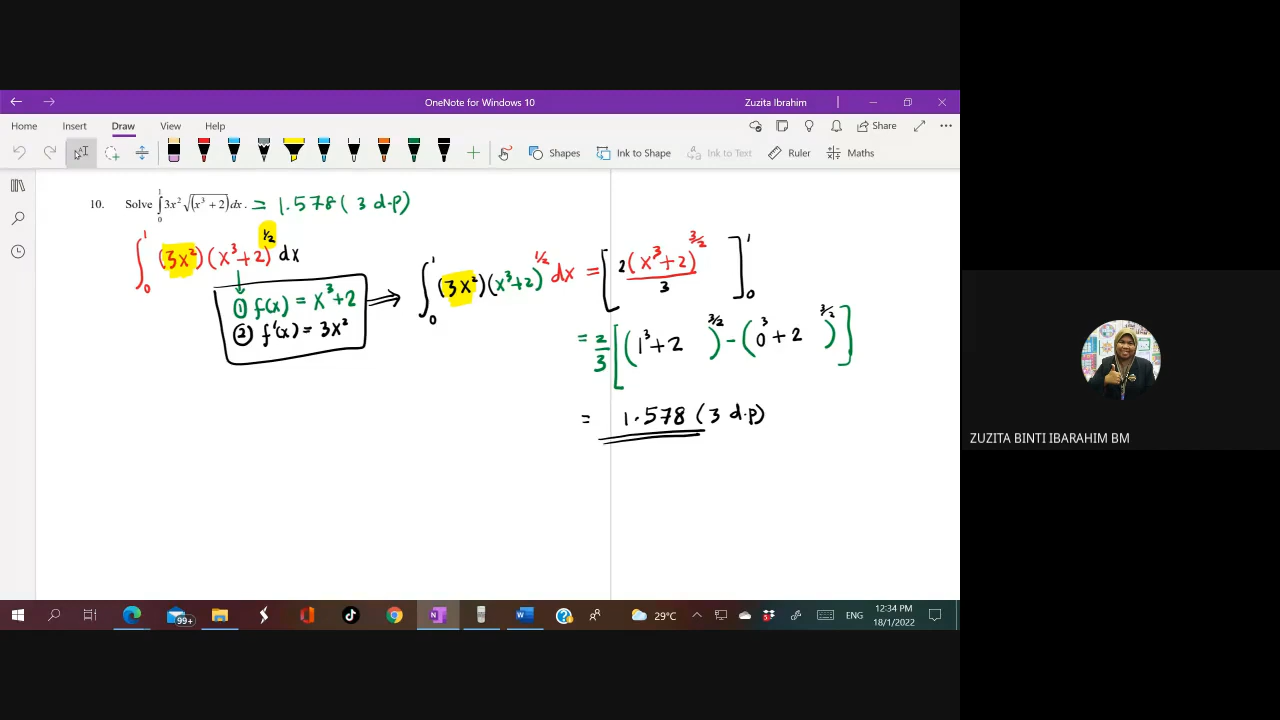 OneNote for Windows 10
Zuzita Ibrahim
Home Insert Draw View Help
Share
Shapes Ink to Shape Ink to Text Ruler Maths
10. Solve ∫₀¹ 3x² √(x³ + 2) dx. = 1.578 (3 d.p)
∫₀¹ (3x²)(x³+2)^½ dx
① f(x) = x³+2
② f'(x) = 3x²
⇒ ∫₀¹ (3x²)(x³+2)^½ dx = [2(x³+2)^3/2 / 3]₀¹
= 2/3 [(1³+2)^3/2 - (0³+2)^3/2]
= 1.578 (3 d.p)
ZUZITA BINTI IBARAHIM BM
99+
29°C
ENG
12:34 PM
18/1/2022